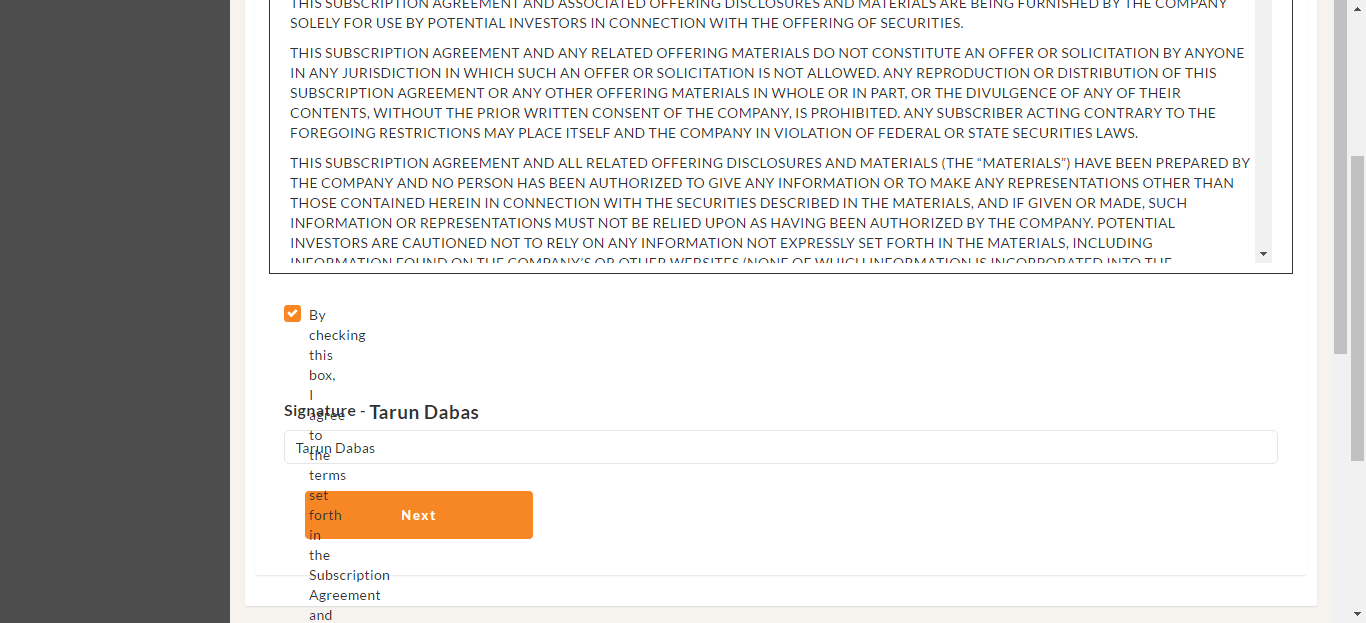 THIS SUBSCRIPTION AGREEMENT AND ASSOCIATED OFFERING DISCLOSURES AND MATERIALS ARE BEING FURNISHED BY THE COMPANY
SOLELY FOR USE BY POTENTIAL INVESTORS IN CONNECTION WITH THE OFFERING OF SECURITIES.
THIS SUBSCRIPTION AGREEMENT AND ANY RELATED OFFERING MATERIALS DO NOT CONSTITUTE AN OFFER OR SOLICITATION BY ANYONE
IN ANY JURISDICTION IN WHICH SUCH AN OFFER OR SOLICITATION IS NOT ALLOWED. ANY REPRODUCTION OR DISTRIBUTION OF THIS
SUBSCRIPTION AGREEMENT OR ANY OTHER OFFERING MATERIALS IN WHOLE OR IN PART, OR THE DIVULGENCE OF ANY OF THEIR
CONTENTS, WITHOUT THE PRIOR WRITTEN CONSENT OF THE COMPANY, IS PROHIBITED. ANY SUBSCRIBER ACTING CONTRARY TO THE
FOREGOING RESTRICTIONS MAY PLACE ITSELF AND THE COMPANY IN VIOLATION OF FEDERAL OR STATE SECURITIES LAWS.
THIS SUBSCRIPTION AGREEMENT AND ALL RELATED OFFERING DISCLOSURES AND MATERIALS (THE “MATERIALS”) HAVE BEEN PREPARED BY
THE COMPANY AND NO PERSON HAS BEEN AUTHORIZED TO GIVE ANY INFORMATION OR TO MAKE ANY REPRESENTATIONS OTHER THAN
THOSE CONTAINED HEREIN IN CONNECTION WITH THE SECURITIES DESCRIBED IN THE MATERIALS, AND IF GIVEN OR MADE, SUCH
INFORMATION OR REPRESENTATIONS MUST NOT BE RELIED UPON AS HAVING BEEN AUTHORIZED BY THE COMPANY. POTENTIAL
INVESTORS ARE CAUTIONED NOT TO RELY ON ANY INFORMATION NOT EXPRESSLY SET FORTH IN THE MATERIALS, INCLUDING
INFORMATION FOUND ON THE COMPANY’S OR OTHER WEBSITES (NONE OF WHICH INFORMATION IS INCORPORATED INTO THE
By
checking
this
box,
I
agree
to
the
terms
set
forth
in
the
Subscription
Agreement
and
Signature - Tarun Dabas
Tarun Dabas
Next